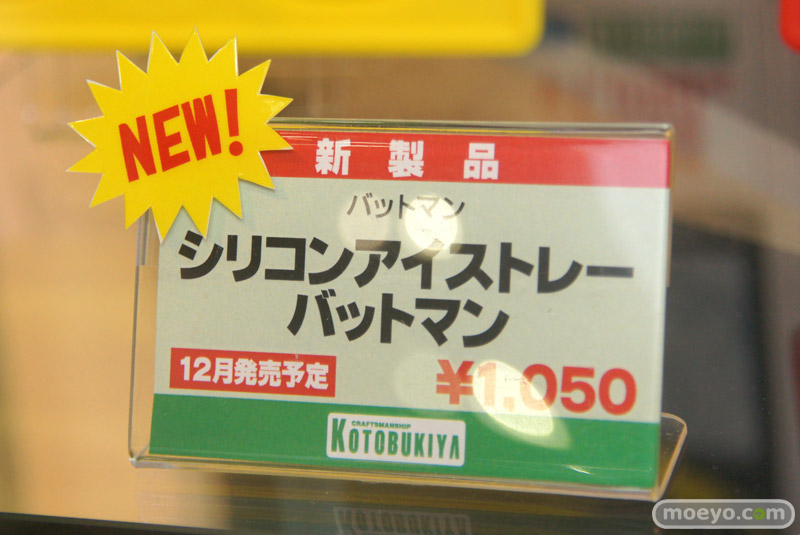 NEW!
新製品
バットマン
シリコンアイストレー
バットマン
12月発売予定
¥1,050
CRAFTSMANSHIP
KOTOBUKIYA
moeyo.com